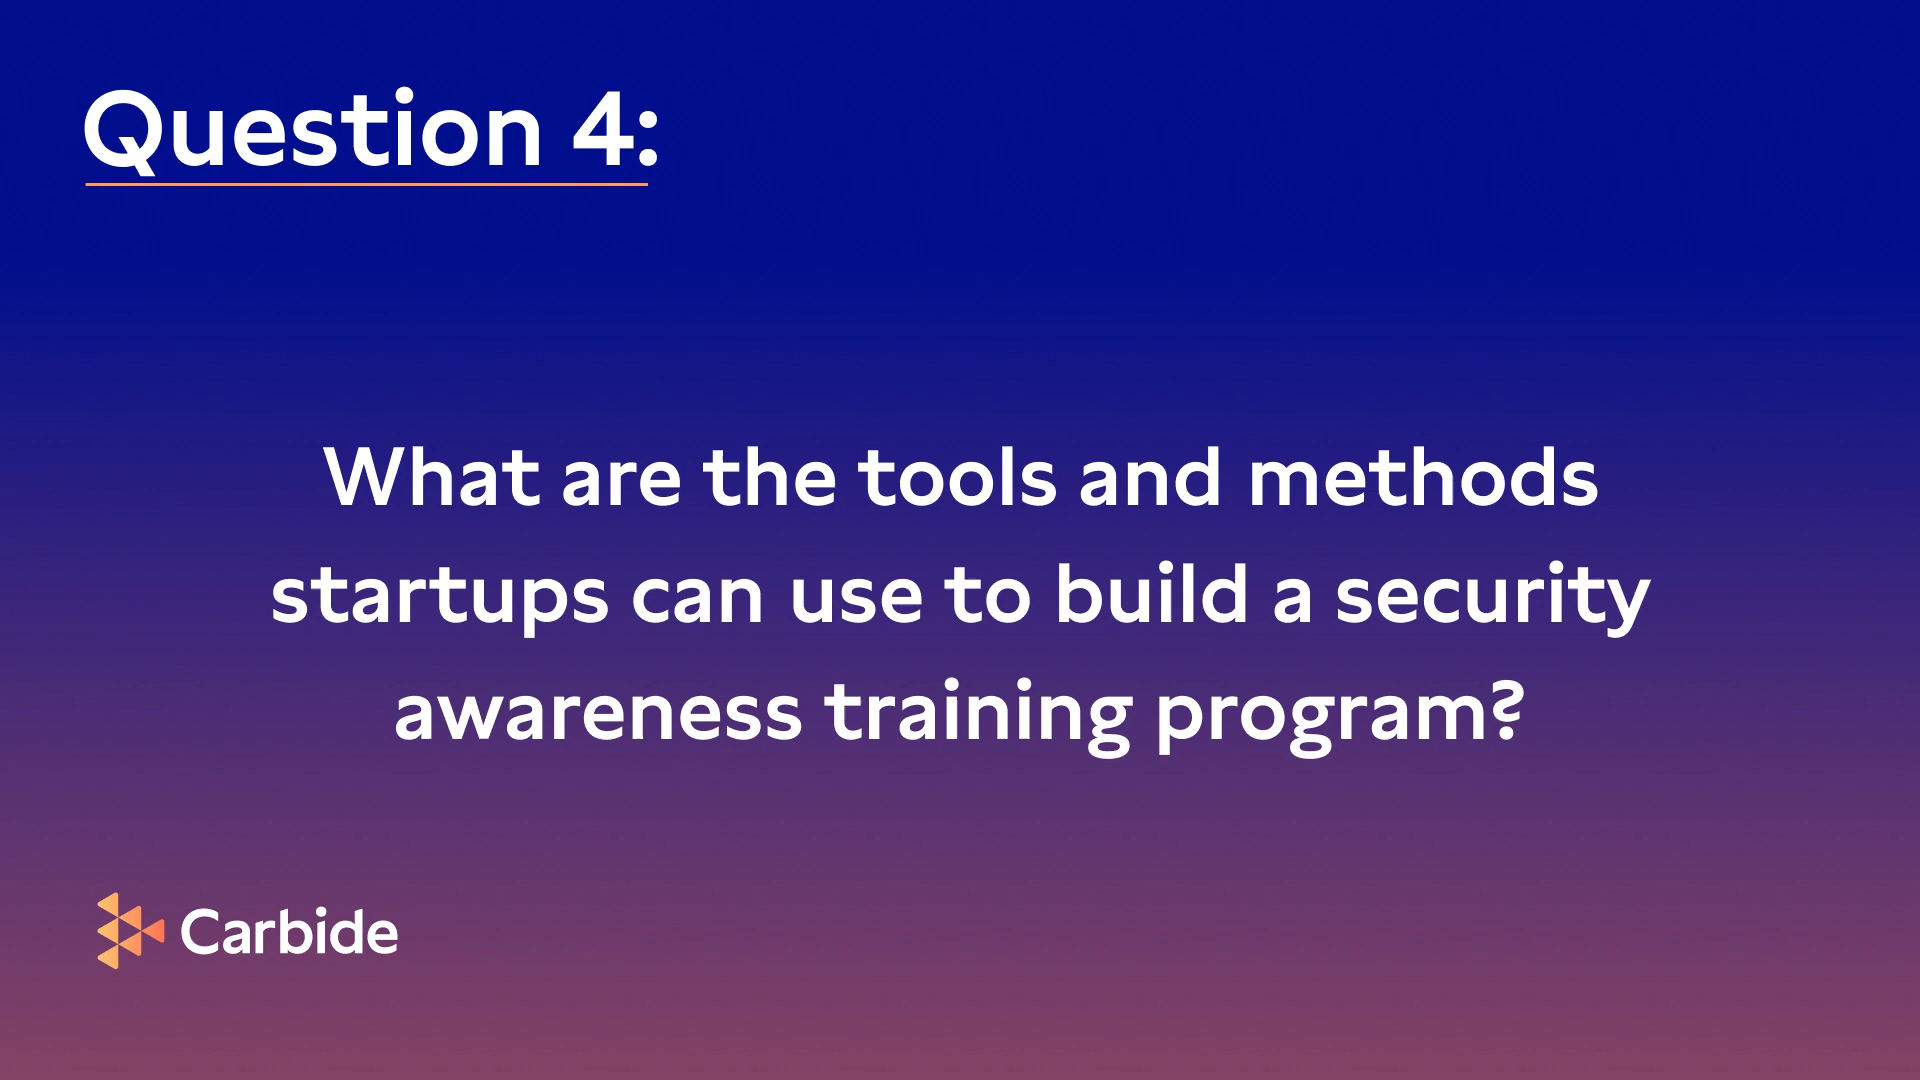 Question 4:
What are the tools and methods
startups can use to build a security
awareness training program?
Carbide